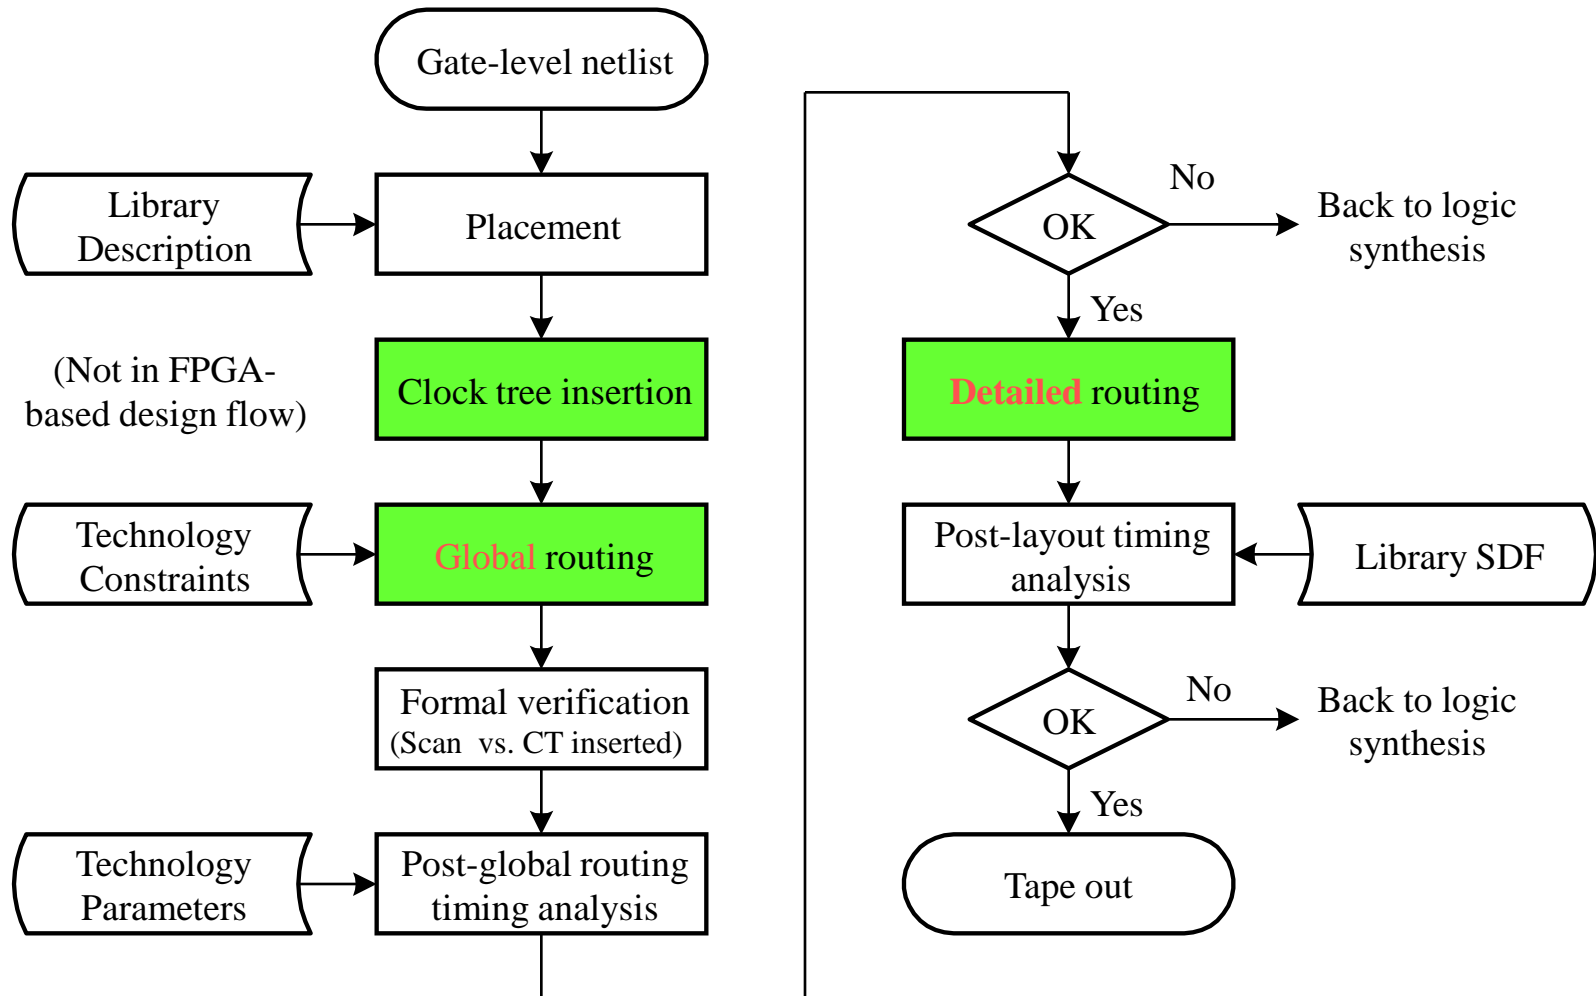 Gate-level netlist
Library
Description
Placement
(Not in FPGA-
based design flow)
Clock tree insertion
Technology
Constraints
Global routing
Formal verification
(Scan vs. CT inserted)
Technology
Parameters
Post-global routing
timing analysis
OK
No
Back to logic
synthesis
Yes
Detailed routing
Post-layout timing
analysis
Library SDF
OK
No
Back to logic
synthesis
Yes
Tape out